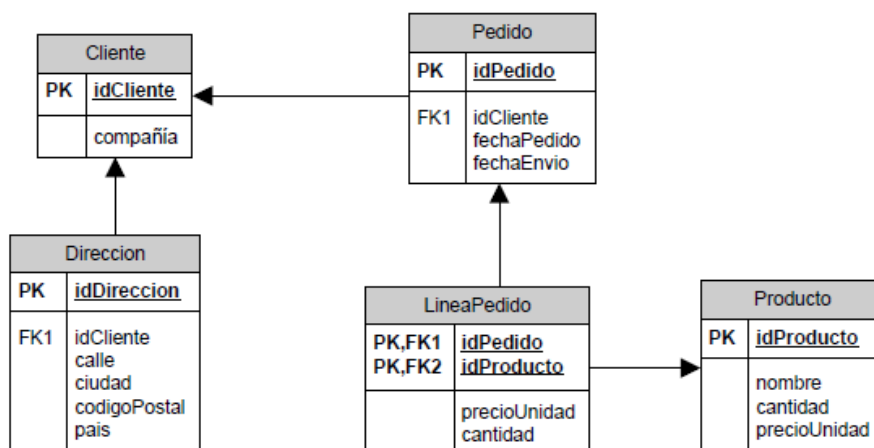 Cliente
PK idCliente
compañía
Pedido
PK idPedido
FK1 idCliente
fechaPedido
fechaEnvio
Direccion
PK idDireccion
FK1 idCliente
calle
ciudad
codigoPostal
pais
LineaPedido
PK,FK1 idPedido
PK,FK2 idProducto
precioUnidad
cantidad
Producto
PK idProducto
nombre
cantidad
precioUnidad